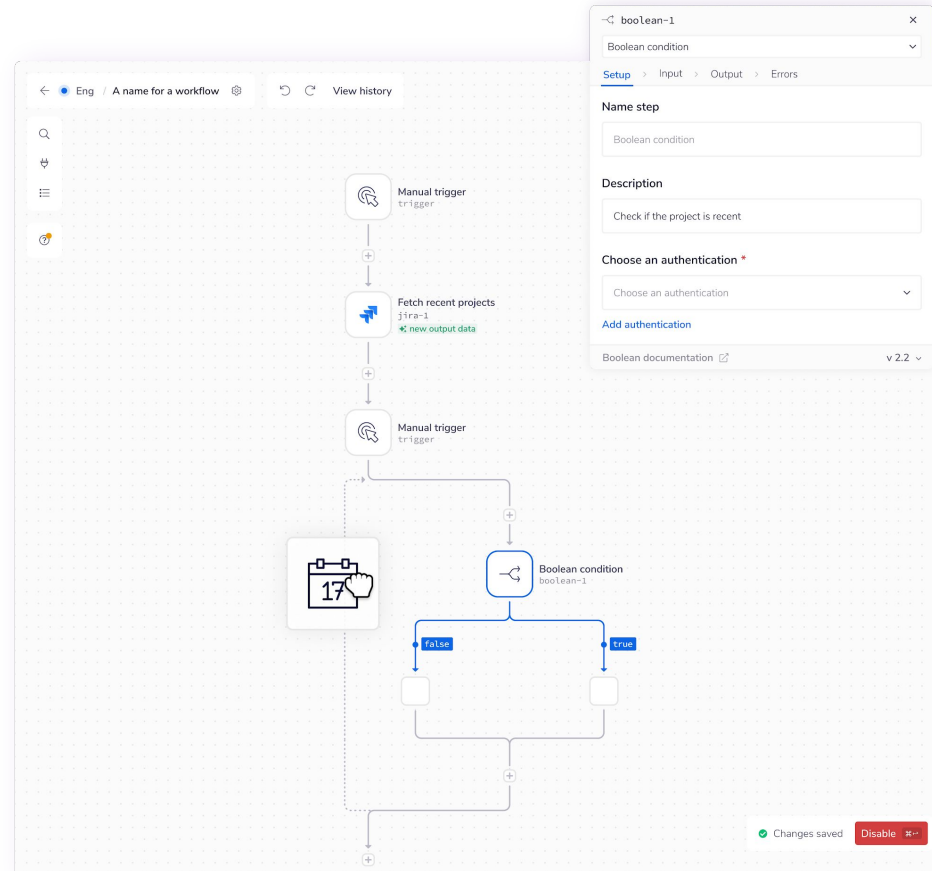 boolean-1
Boolean condition
Setup Input Output Errors
Name step
Boolean condition
Description
Check if the project is recent
Choose an authentication *
Choose an authentication
Add authentication
Boolean documentation v 2.2
Eng / A name for a workflow View history
Manual trigger
trigger
Fetch recent projects
jira-1
new output data
Manual trigger
trigger
17
Boolean condition
boolean-1
false true
Changes saved Disable ⌘↩